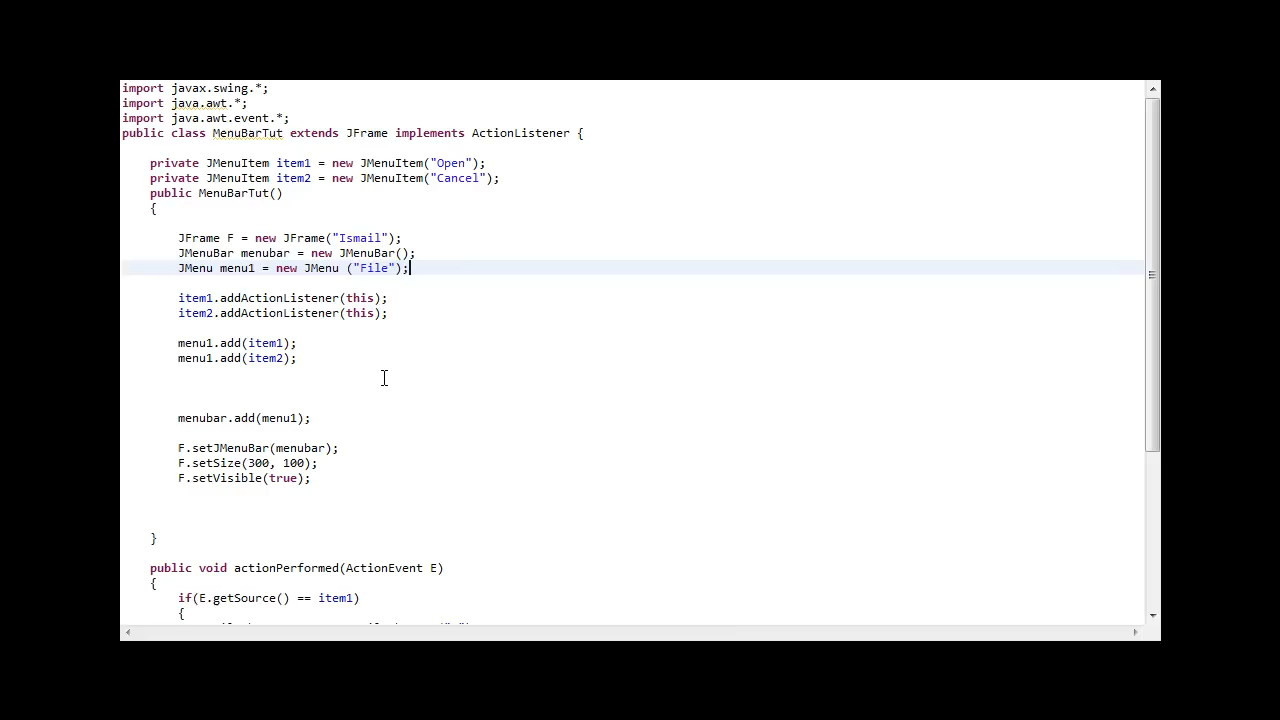 import javax.swing.*;
import java.awt.*;
import java.awt.event.*;
public class MenuBarTut extends JFrame implements ActionListener {
private JMenuItem item1 = new JMenuItem("Open");
private JMenuItem item2 = new JMenuItem("Cancel");
public MenuBarTut()
{
JFrame F = new JFrame("Ismail");
JMenuBar menubar = new JMenuBar();
JMenu menu1 = new JMenu ("File");
item1.addActionListener(this);
item2.addActionListener(this);
menu1.add(item1);
menu1.add(item2);
menubar.add(menu1);
F.setJMenuBar(menubar);
F.setSize(300, 100);
F.setVisible(true);
}
public void actionPerformed(ActionEvent E)
{
if(E.getSource() == item1)
{